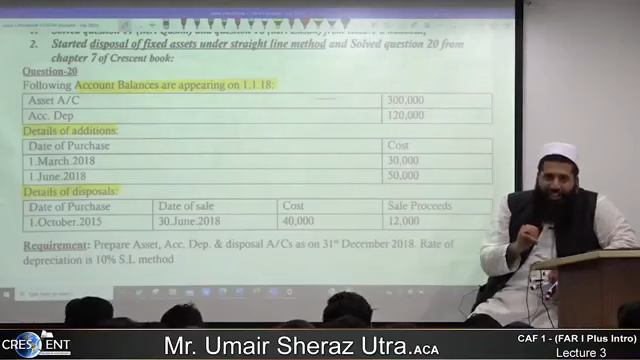 2. Started disposal of fixed assets under straight line method and Solved question 20 from
chapter 7 of Crescent book:
Question-20
Following Account Balances are appearing on 1.1.18:
Asset A/C 300,000
Acc. Dep 120,000
Details of additions:
Date of Purchase Cost
1.March.2018 30,000
1.June.2018 50,000
Details of disposals:
Date of Purchase Date of sale Cost Sale Proceeds
1.October.2015 30.June.2018 40,000 12,000
Requirement: Prepare Asset, Acc. Dep. & disposal A/Cs as on 31st December 2018. Rate of
depreciation is 10% S.L method
CRESCENT
Mr. Umair Sheraz Utra.ACA
CAF 1 - (FAR I Plus Intro)
Lecture 3